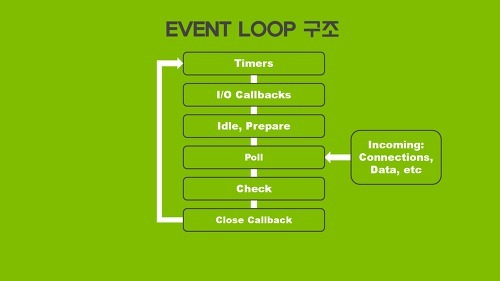 EVENT LOOP 구조
Timers
I/O Callbacks
Idle, Prepare
Poll
Incoming:
Connections,
Data, etc
Check
Close Callback